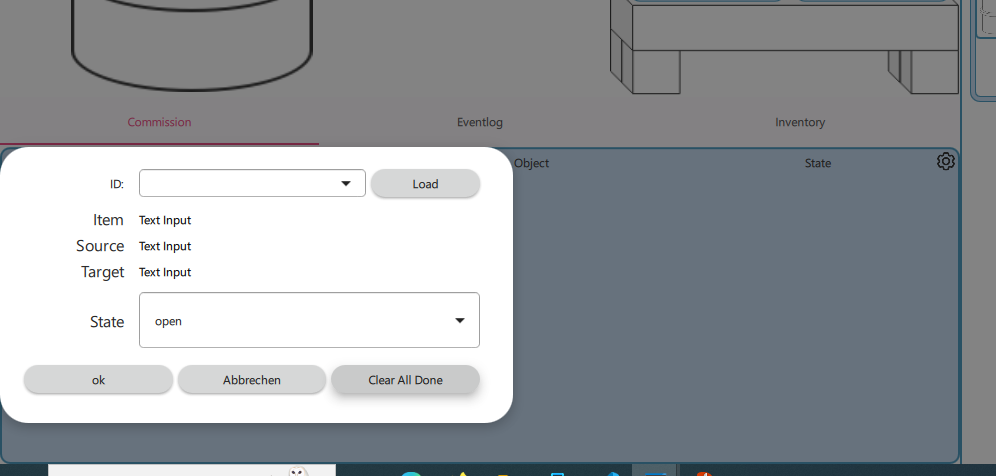 Commission Eventlog Inventory
Object State
ID: Load
Item Text Input
Source Text Input
Target Text Input
State open
ok Abbrechen Clear All Done